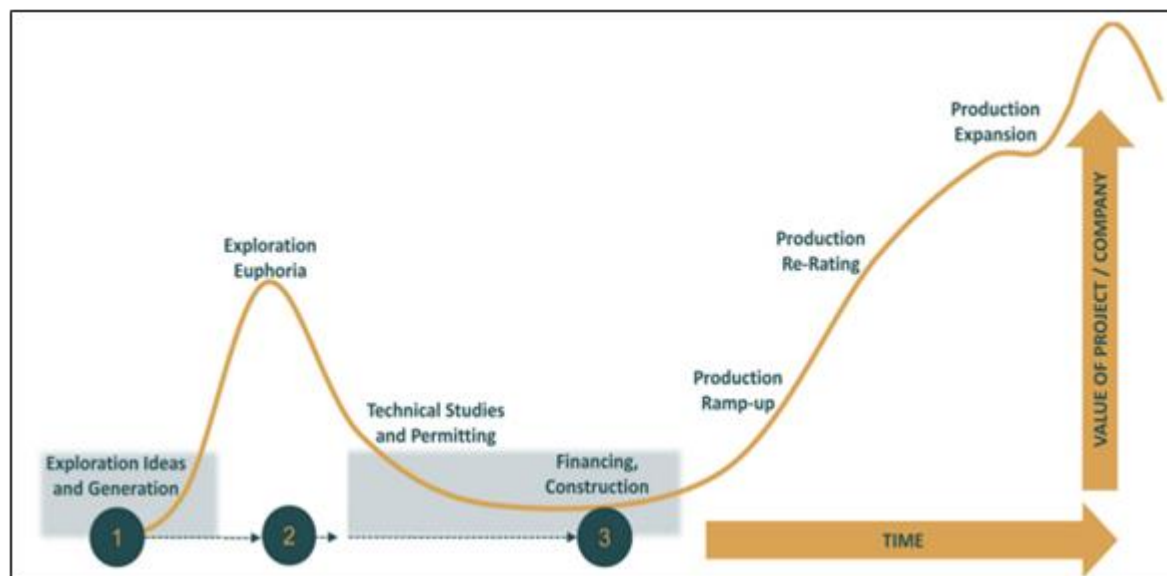 Exploration Ideas
and Generation
Exploration
Euphoria
Technical Studies
and Permitting
Financing,
Construction
Production
Ramp-up
Production
Re-Rating
Production
Expansion
VALUE OF PROJECT / COMPANY
1
2
3
TIME